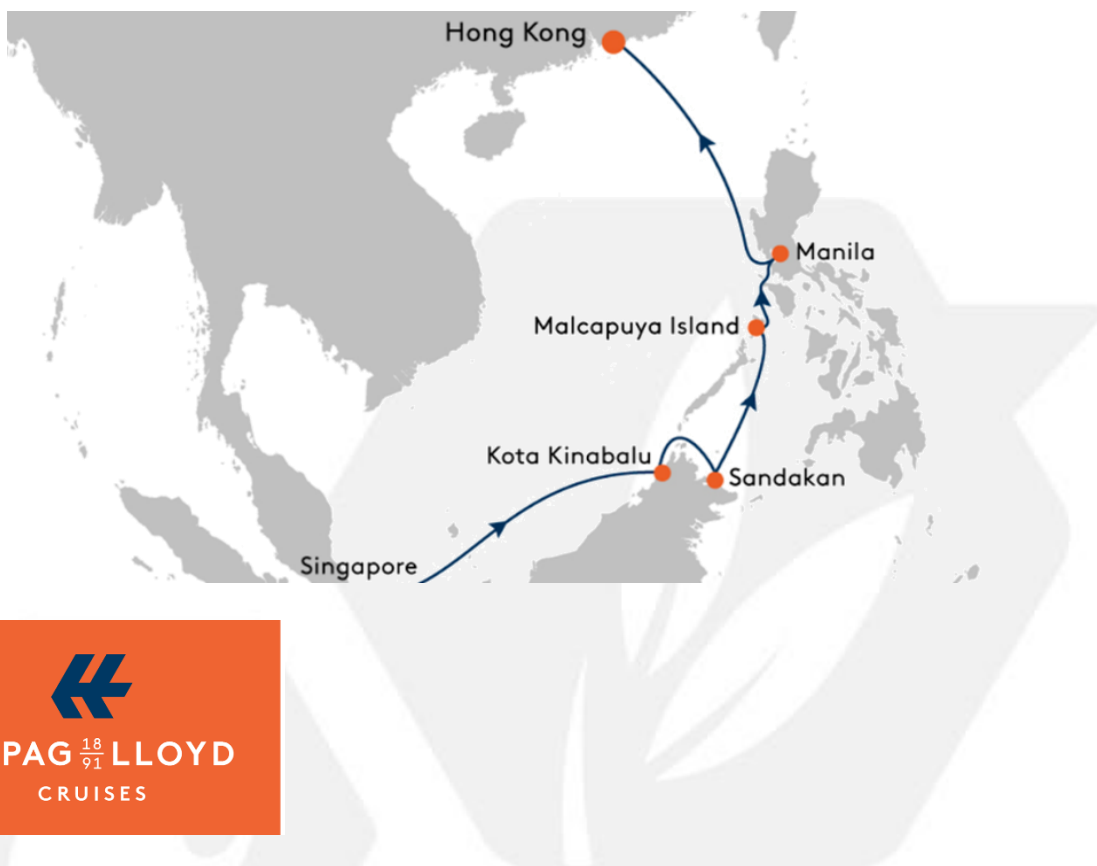 Hong Kong
Manila
Malcapuya Island
Kota Kinabalu
Sandakan
Singapore
PAG 18 91 LLOYD
CRUISES